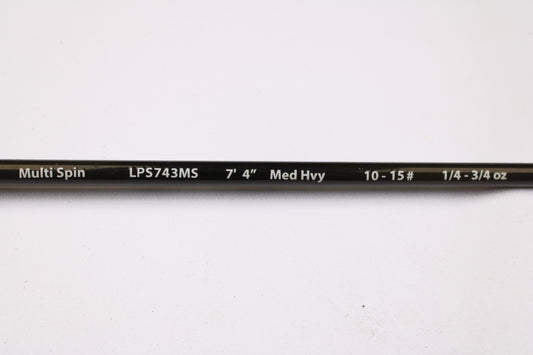 Multi Spin LPS743MS 7' 4” Med Hvy 10 - 15 # 1/4 - 3/4 oz